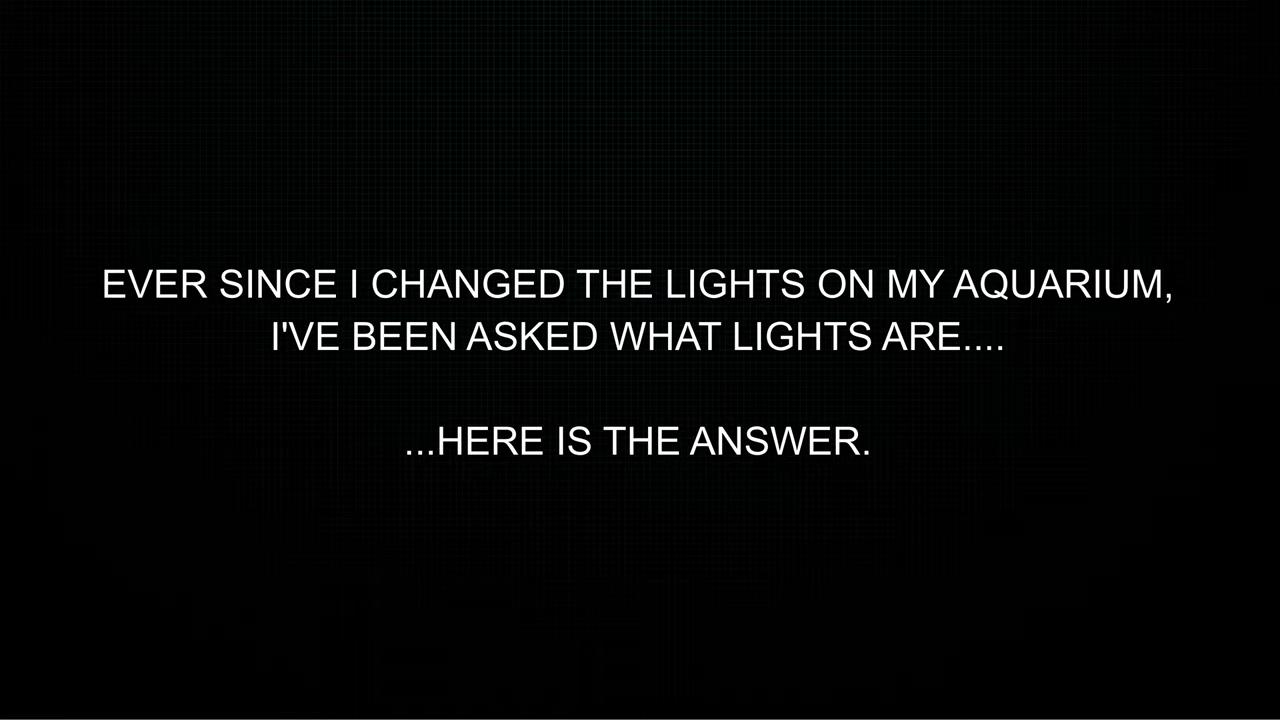 EVER SINCE I CHANGED THE LIGHTS ON MY AQUARIUM,
I'VE BEEN ASKED WHAT LIGHTS ARE....
...HERE IS THE ANSWER.